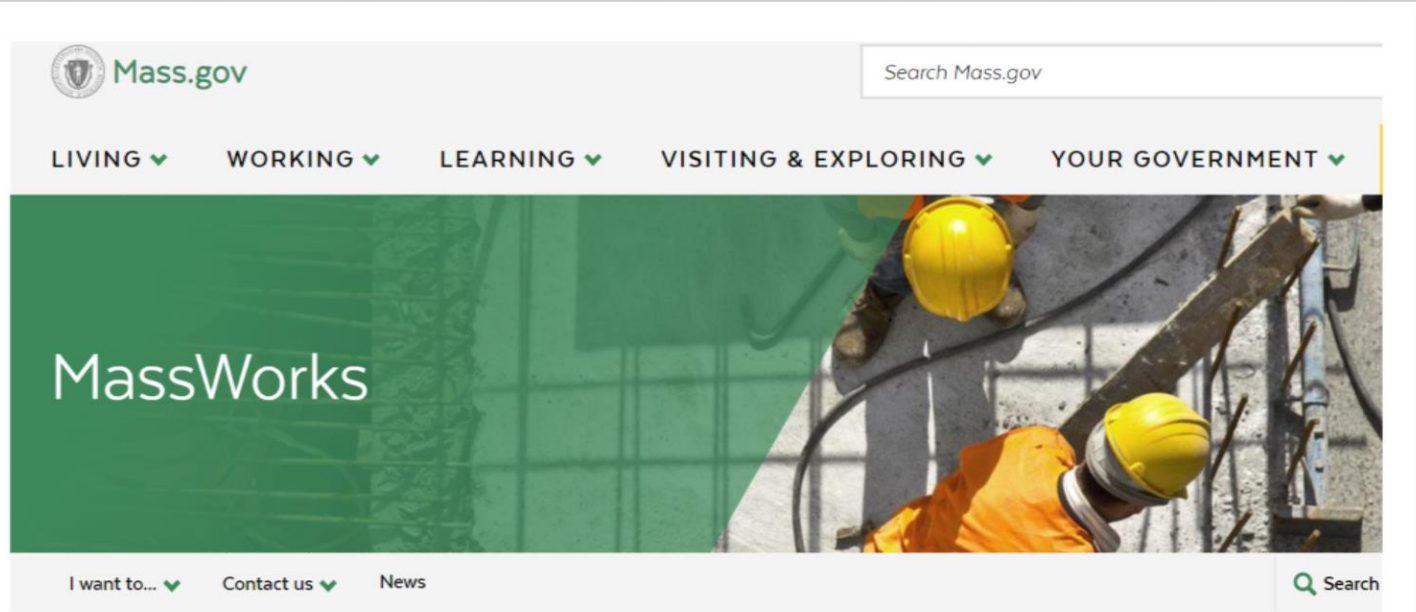 Mass.gov
Search Mass.gov
LIVING WORKING LEARNING VISITING & EXPLORING YOUR GOVERNMENT
MassWorks
I want to... Contact us News Search